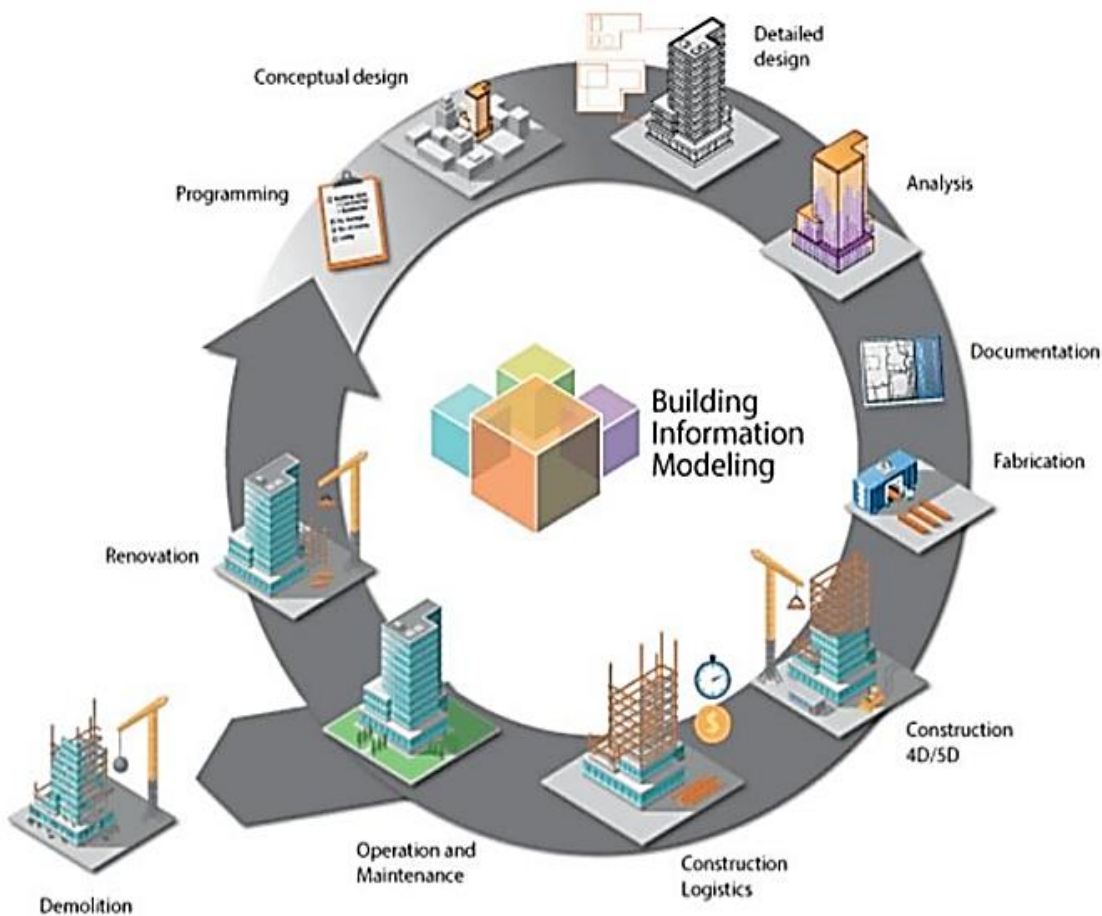 Detailed
design
Conceptual design
Programming
Analysis
Documentation
Building
Information
Modeling
Fabrication
Renovation
Construction
4D/5D
Operation and
Maintenance
Construction
Logistics
Demolition
$